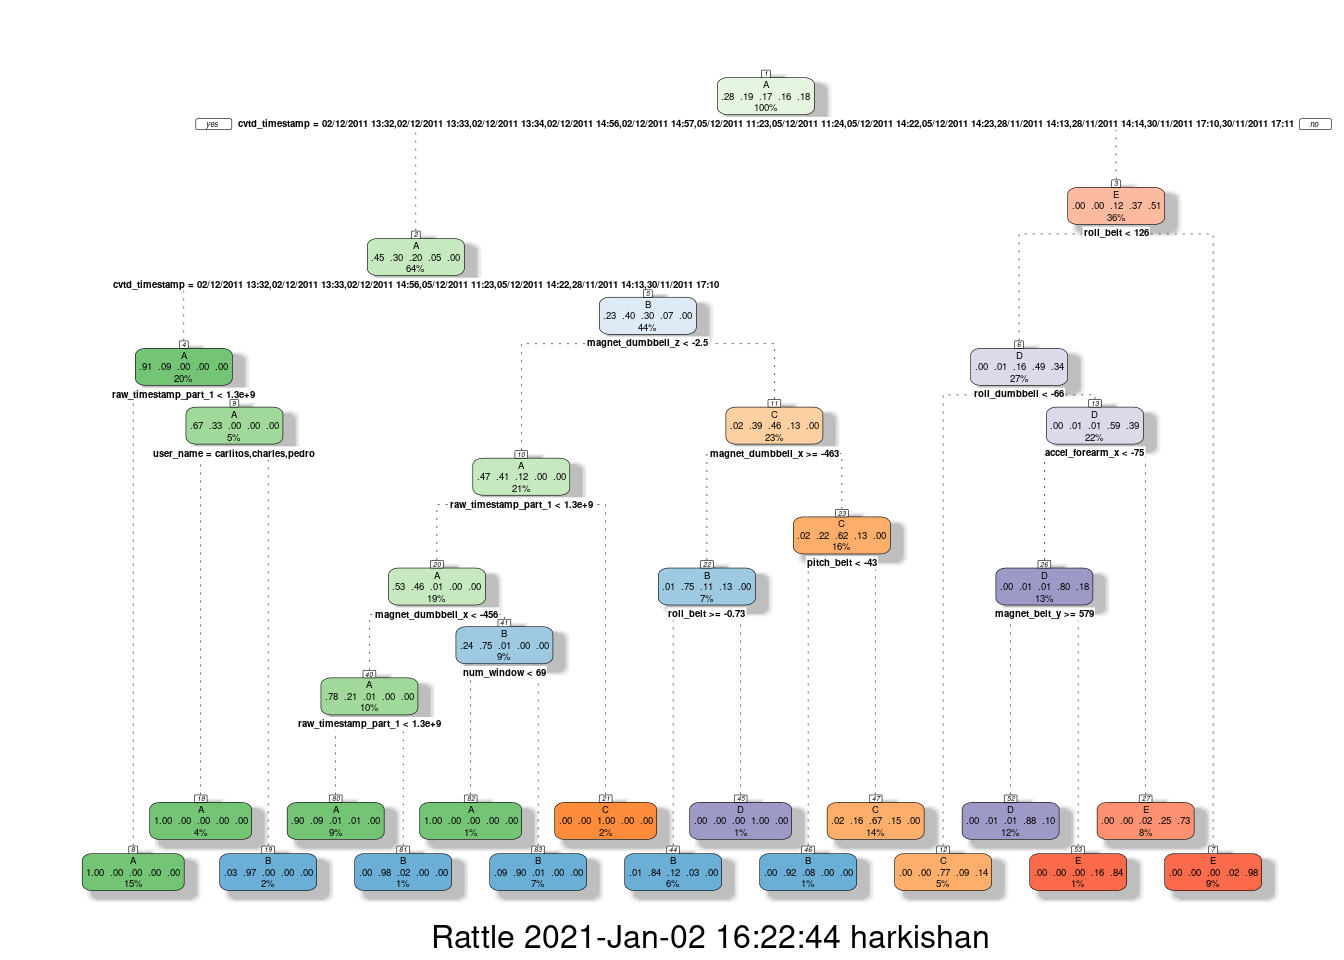 1
A
.28 .19 .17 .16 .18
100%
yes cvtd_timestamp = 02/12/2011 13:32,02/12/2011 13:33,02/12/2011 13:34,02/12/2011 14:56,02/12/2011 14:57,05/12/2011 11:23,05/12/2011 11:24,05/12/2011 14:22,05/12/2011 14:23,28/11/2011 14:13,28/11/2011 14:14,30/11/2011 17:10,30/11/2011 17:11 no
3
E
.00 .00 .12 .37 .51
36%
roll_belt < 126
2
A
.45 .30 .20 .05 .00
64%
cvtd_timestamp = 02/12/2011 13:32,02/12/2011 13:33,02/12/2011 14:56,05/12/2011 11:23,05/12/2011 14:22,28/11/2011 14:13,30/11/2011 17:10
5
B
.23 .40 .30 .07 .00
44%
magnet_dumbbell_z < -2.5
4
A
.91 .09 .00 .00 .00
20%
raw_timestamp_part_1 < 1.3e+9
6
D
.00 .01 .16 .49 .34
27%
roll_dumbbell < -66
9
A
.67 .33 .00 .00 .00
5%
user_name = carlitos,charles,pedro
11
C
.02 .39 .46 .13 .00
23%
magnet_dumbbell_x >= -463
13
D
.00 .01 .01 .59 .39
22%
accel_forearm_x < -75
10
A
.47 .41 .12 .00 .00
21%
raw_timestamp_part_1 < 1.3e+9
23
C
.02 .22 .62 .13 .00
16%
pitch_belt < -43
20
A
.53 .46 .01 .00 .00
19%
magnet_dumbbell_x < -456
22
B
.01 .75 .11 .13 .00
7%
roll_belt >= -0.73
26
D
.00 .01 .01 .80 .18
13%
magnet_belt_y >= 579
41
B
.24 .75 .01 .00 .00
9%
num_window < 69
40
A
.78 .21 .01 .00 .00
10%
raw_timestamp_part_1 < 1.3e+9
18
A
1.00 .00 .00 .00 .00
4%
80
A
.90 .09 .01 .01 .00
9%
82
A
1.00 .00 .00 .00 .00
1%
21
C
.00 .00 1.00 .00 .00
2%
45
D
.00 .00 .00 1.00 .00
1%
47
C
.02 .16 .67 .15 .00
14%
52
D
.00 .01 .01 .88 .10
12%
27
E
.00 .00 .02 .25 .73
8%
8
A
1.00 .00 .00 .00 .00
15%
19
B
.03 .97 .00 .00 .00
2%
81
B
.00 .98 .02 .00 .00
1%
83
B
.09 .90 .01 .00 .00
7%
44
B
.01 .84 .12 .03 .00
6%
46
B
.00 .92 .08 .00 .00
1%
12
C
.00 .00 .77 .09 .14
5%
53
E
.00 .00 .00 .16 .84
1%
7
E
.00 .00 .00 .02 .98
9%
Rattle 2021-Jan-02 16:22:44 harkishan